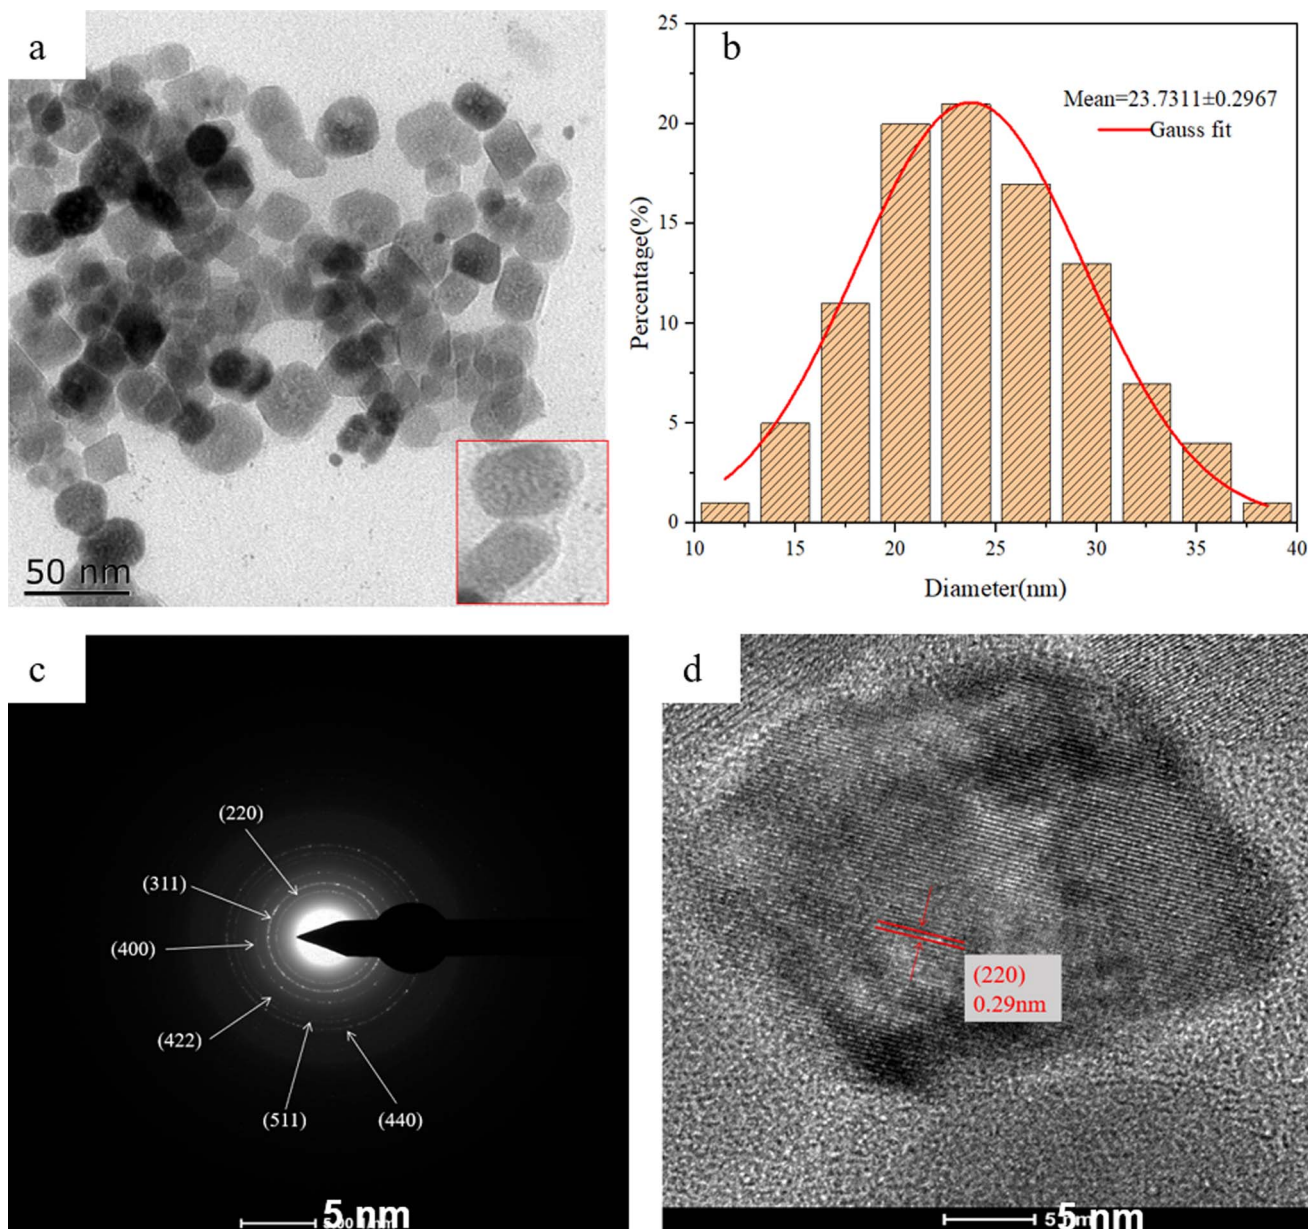 a
50 nm
b
25
20
15
10
5
0
Percentage(%)
Mean=23.7311±0.2967
Gauss fit
10 15 20 25 30 35 40
Diameter(nm)
c
(220)
(311)
(400)
(422)
(511)
(440)
5 nm
d
(220)
0.29nm
5 nm